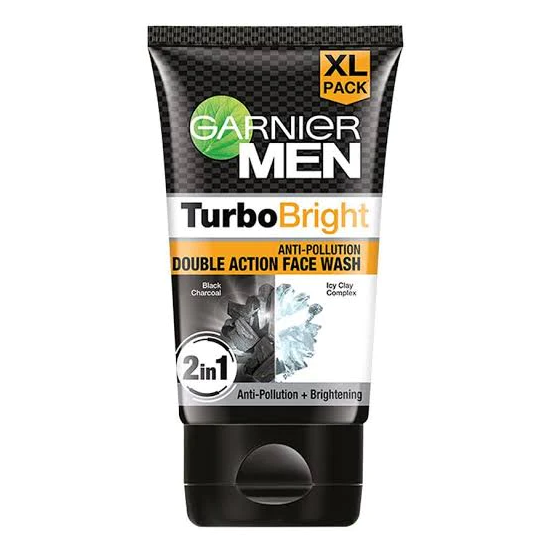 XL
PACK
GARNIER
MEN
TurboBright
ANTI-POLLUTION
DOUBLE ACTION FACE WASH
Black
Charcoal
Icy Clay
Complex
2in1
Anti-Pollution + Brightening